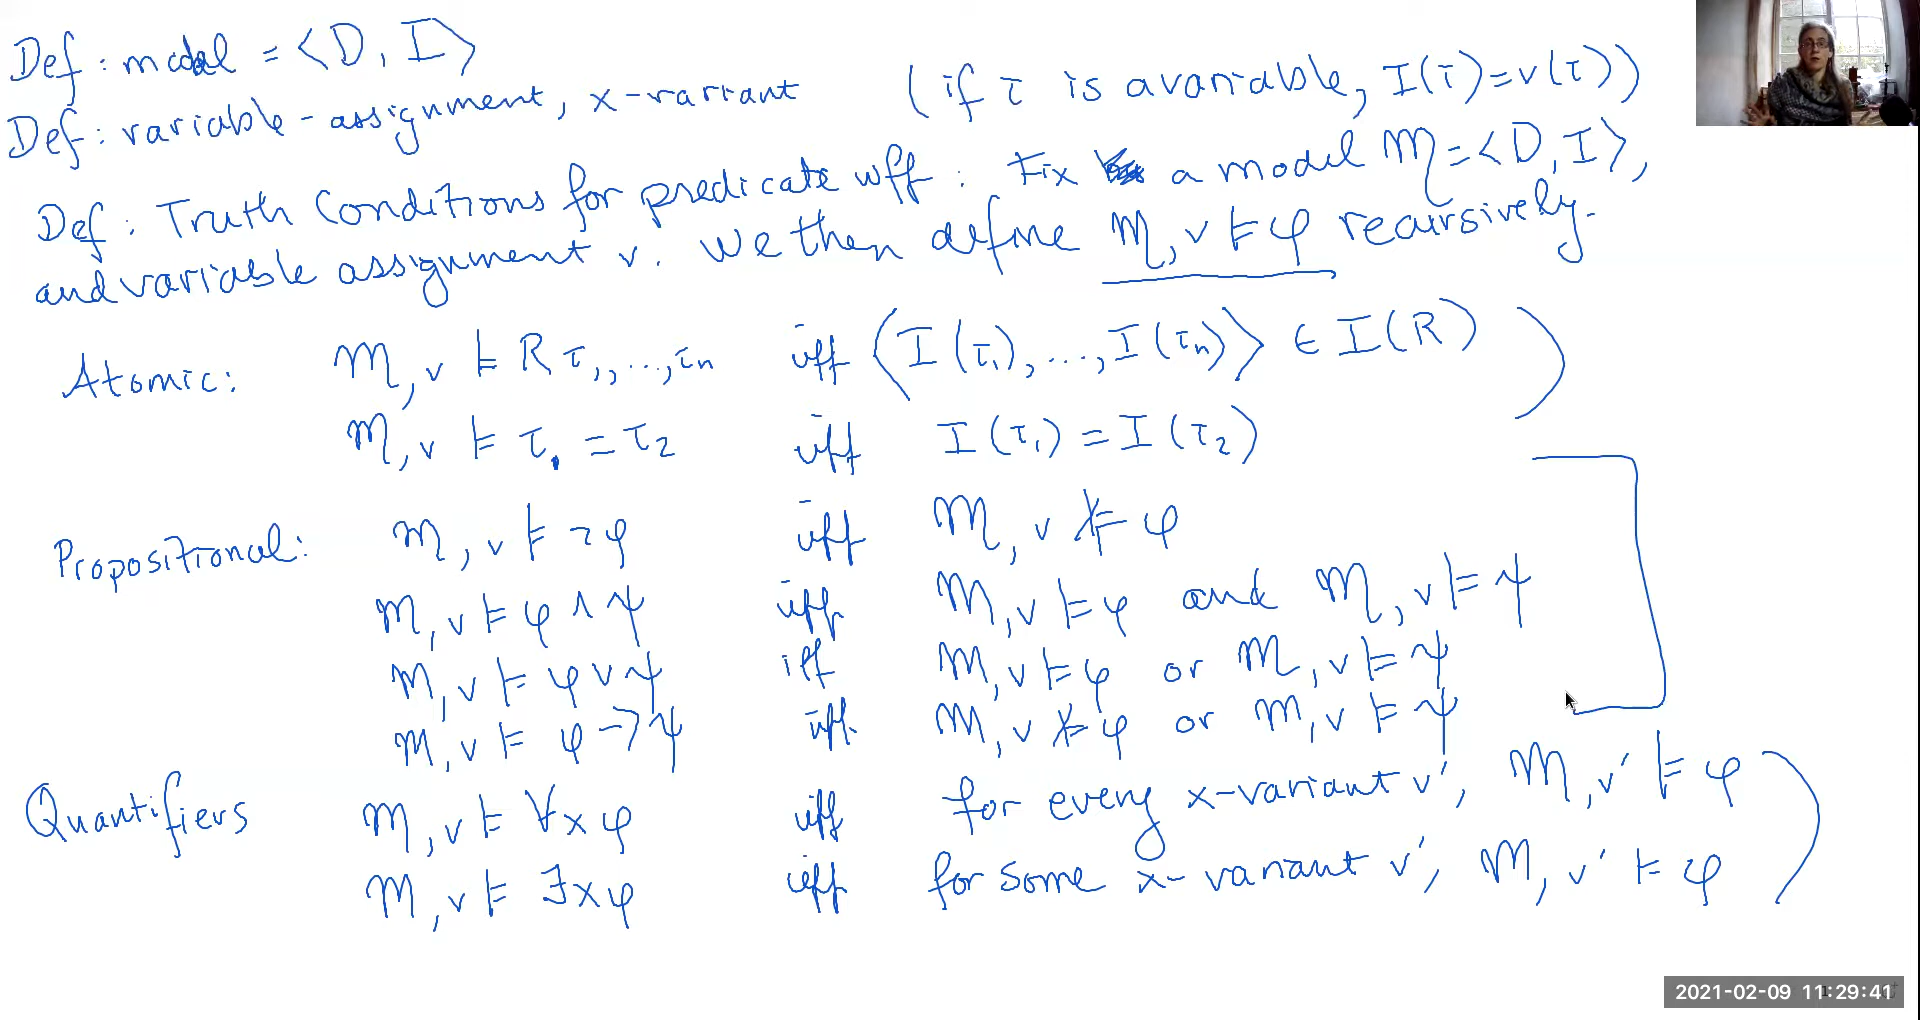 Def: model = ⟨D, I⟩
Def: variable-assignment, x-variant (if τ is a variable, I(τ)=v(τ))
Def: Truth conditions for predicate wff: Fix a model M=⟨D, I⟩,
and variable assignment v. We then define M, v ⊨ φ recursively.
Atomic: M, v ⊨ R τ₁, ..., τn iff ⟨I(τ₁), ..., I(τn)⟩ ∈ I(R)
M, v ⊨ τ₁ = τ₂ iff I(τ₁) = I(τ₂)
Propositional: M, v ⊨ ¬φ iff M, v ⊭ φ
M, v ⊨ φ ∧ ψ iff M, v ⊨ φ and M, v ⊨ ψ
M, v ⊨ φ ∨ ψ iff M, v ⊨ φ or M, v ⊨ ψ
M, v ⊨ φ → ψ iff M, v ⊭ φ or M, v ⊨ ψ
Quantifiers M, v ⊨ ∀x φ iff for every x-variant v', M, v' ⊨ φ
M, v ⊨ ∃x φ iff for some x-variant v', M, v' ⊨ φ
2021-02-09 11:29:41